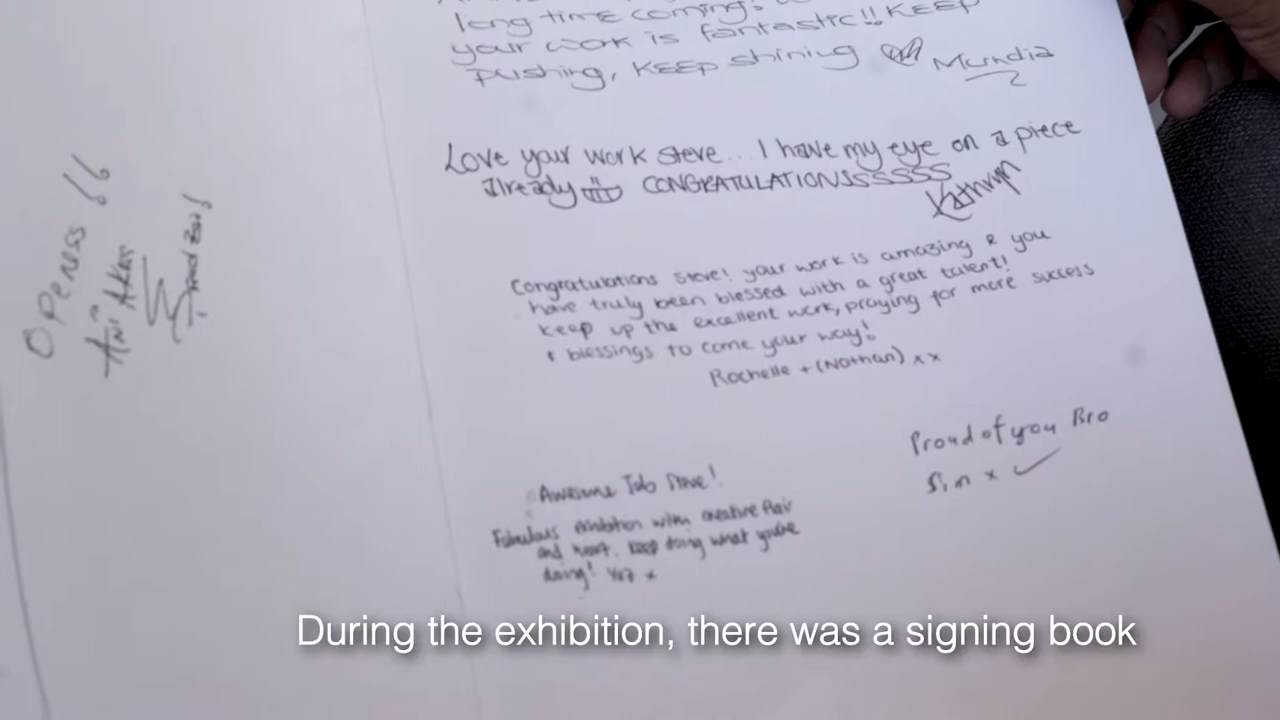 long time coming!
your work is fantastic!! KEEP
pushing, KEEP shining Mundia
Love your work Steve... I have my eye on a piece
already CONGRATULATIONSSSSSS
Kathryn
Congratulations Steve! your work is amazing & you
have truly been blessed with a great talent!
Keep up the excellent work, praying for more success
+ blessings to come your way!
Rochelle + (Nathan) x x
Proud of you Bro
Sin x
Awesome Job Steve!
Fabulous exhibition with creative flair
and heart. Keep doing what you're
doing! x
Openess
During the exhibition, there was a signing book